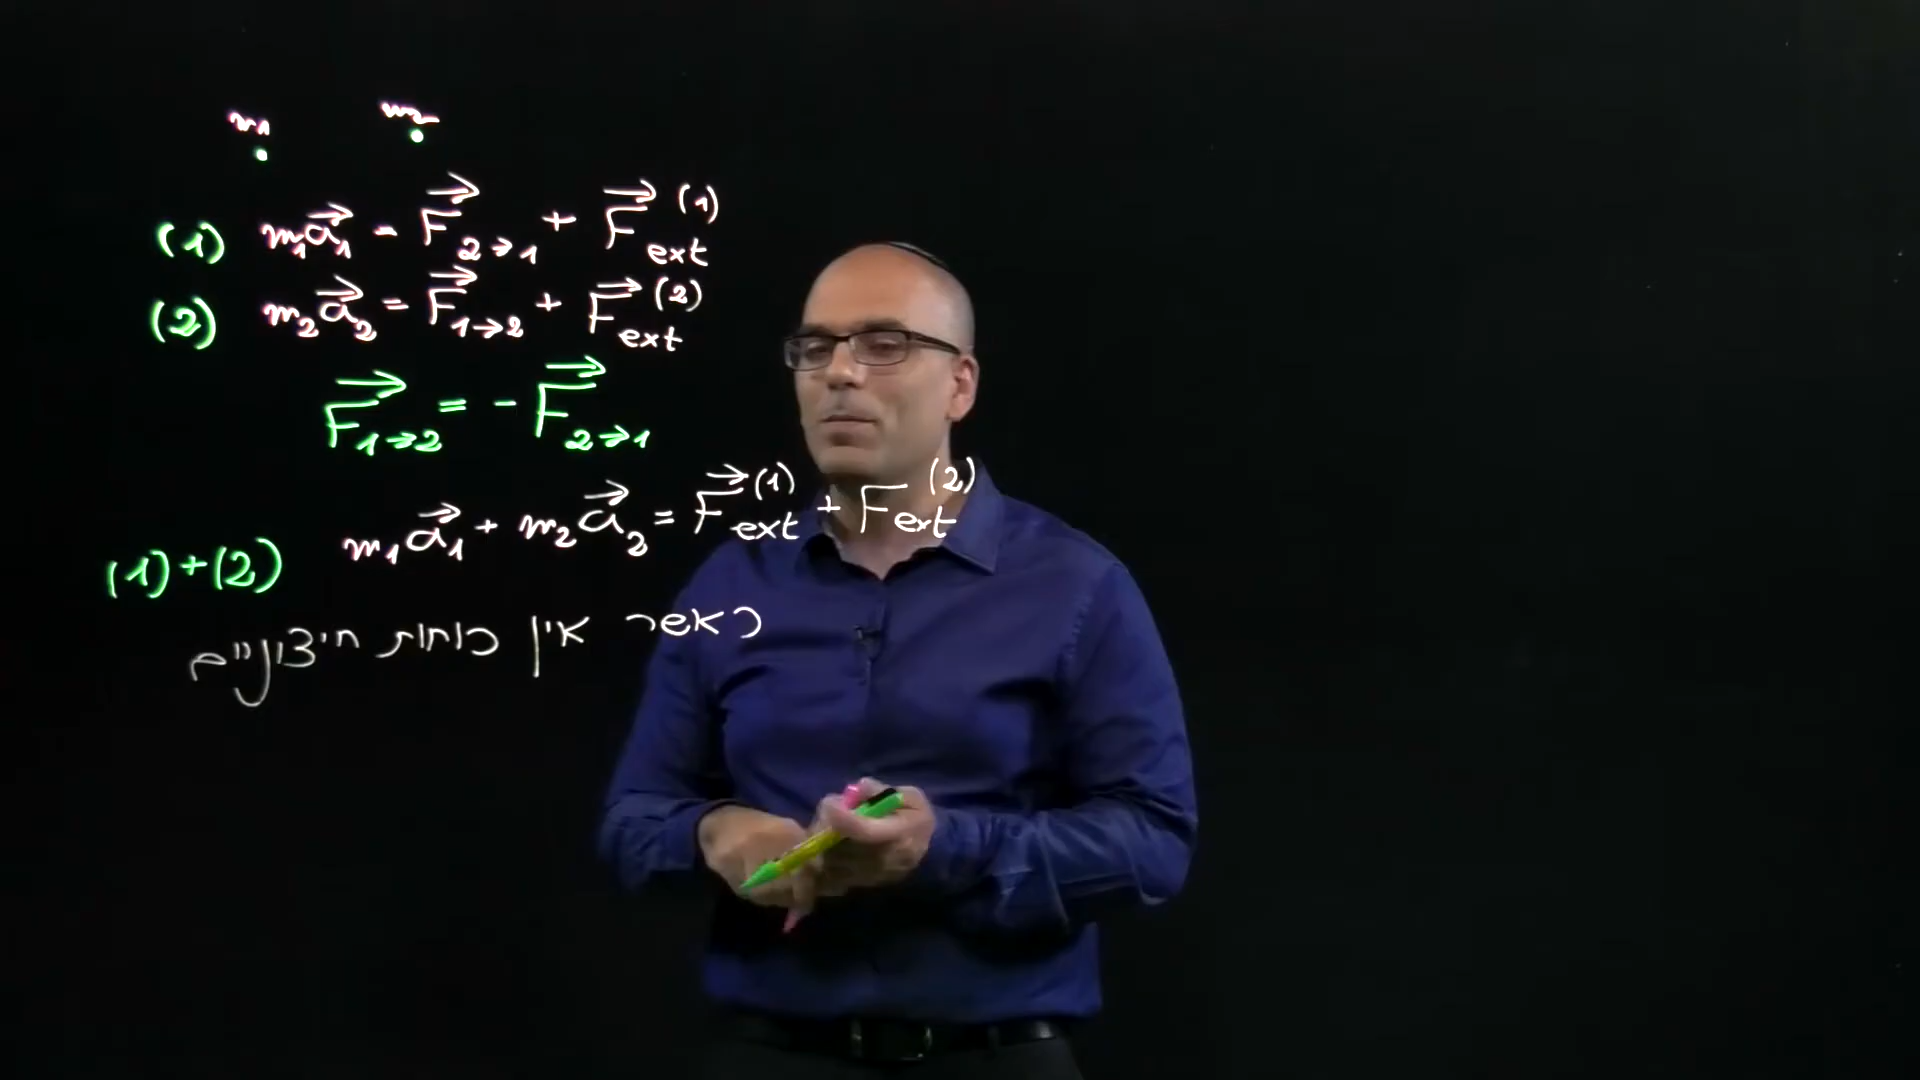 m₁ m₂
(1) m₁a⃗₁ = F⃗₂→₁ + F⃗ₑₓₜ⁽¹⁾
(2) m₂a⃗₂ = F⃗₁→₂ + F⃗ₑₓₜ⁽²⁾
F⃗₁→₂ = - F⃗₂→₁
(1)+(2) m₁a⃗₁ + m₂a⃗₂ = F⃗ₑₓₜ⁽¹⁾ + Fₑₓₜ⁽²⁾
כאשר אין כוחות חיצוניים